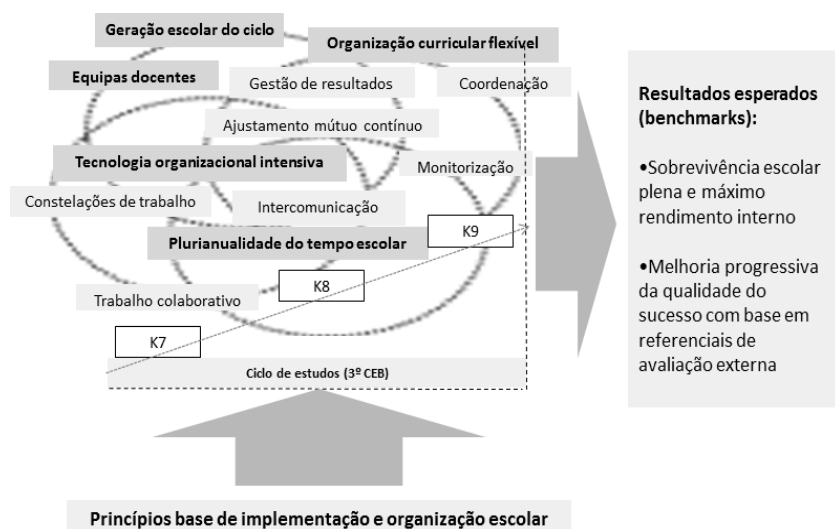 Geração escolar do ciclo
Organização curricular flexível
Equipas docentes
Gestão de resultados
Coordenação
Ajustamento mútuo contínuo
Tecnologia organizacional intensiva
Monitorização
Constelações de trabalho
Intercomunicação
Plurianualidade do tempo escolar
K9
K8
Trabalho colaborativo
K7
Ciclo de estudos (3º CEB)
Princípios base de implementação e organização escolar
Resultados esperados
(benchmarks):
•Sobrevivência escolar
plena e máximo
rendimento interno
•Melhoria progressiva
da qualidade do
sucesso com base em
referenciais de
avaliação externa